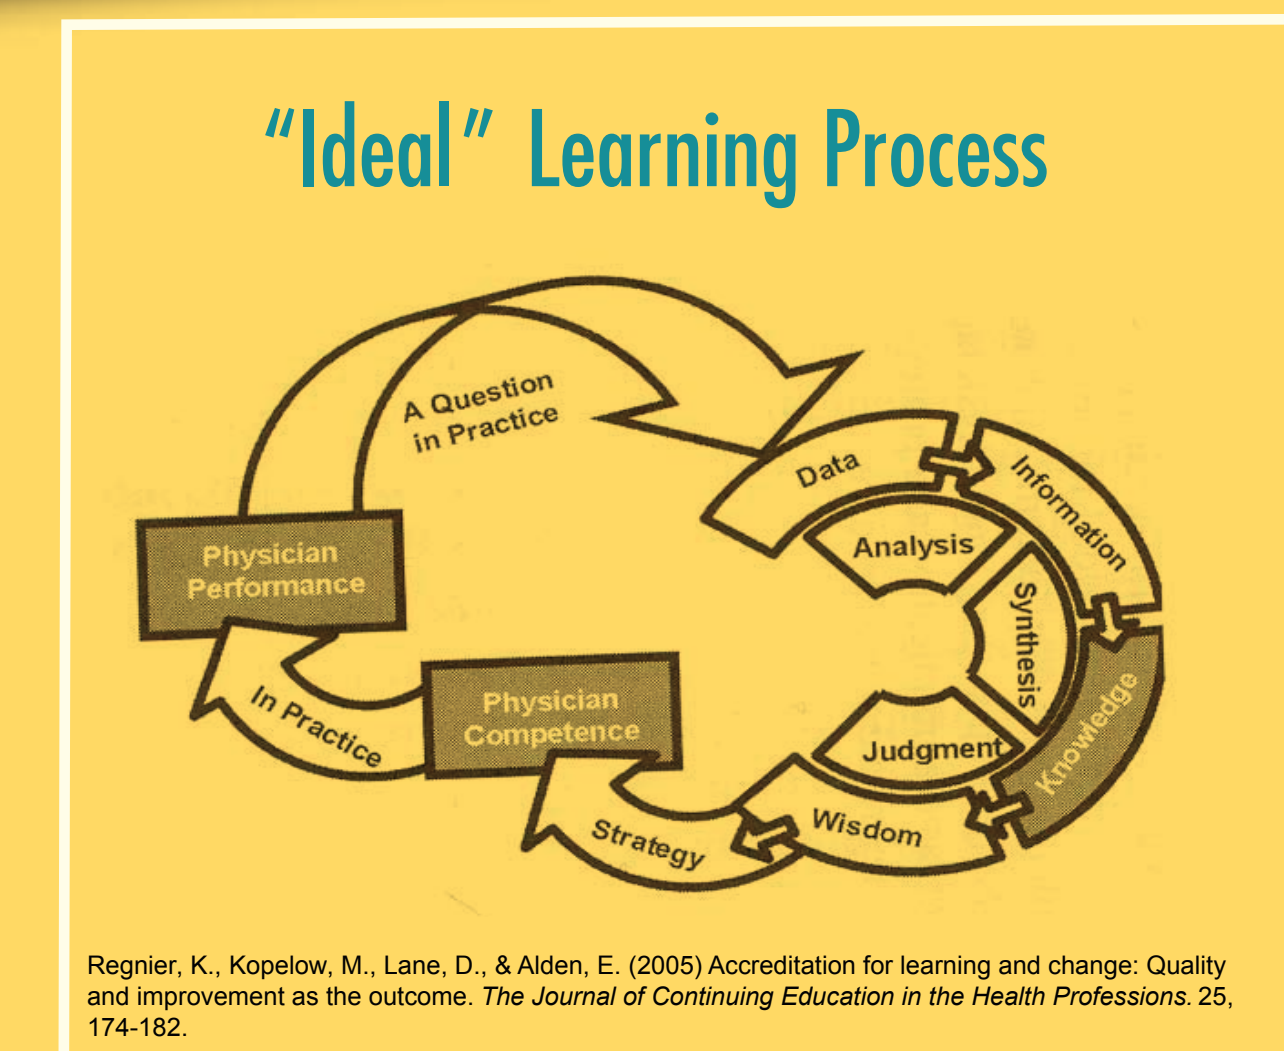 “Ideal” Learning Process
A Question
in Practice
Data
Information
Analysis
Synthesis
Physician
Performance
Knowledge
Physician
Competence
In Practice
Judgment
Wisdom
Strategy
Regnier, K., Kopelow, M., Lane, D., & Alden, E. (2005) Accreditation for learning and change: Quality
and improvement as the outcome. The Journal of Continuing Education in the Health Professions. 25,
174-182.